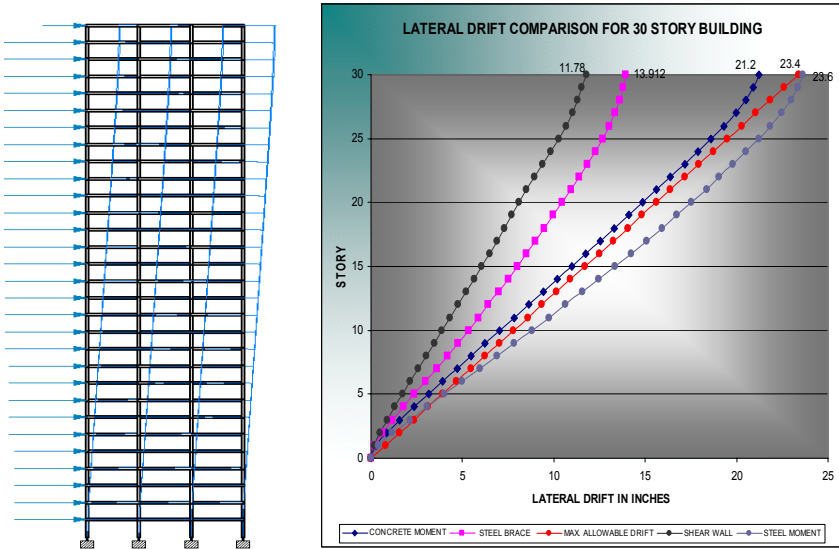 LATERAL DRIFT COMPARISON FOR 30 STORY BUILDING
11.78
13.912
21.2
23.4
23.6
30
25
20
15
10
5
0
STORY
0 5 10 15 20 25
LATERAL DRIFT IN INCHES
CONCRETE MOMENT STEEL BRACE MAX ALLOWABLE DRIFT SHEAR WALL STEEL MOMENT